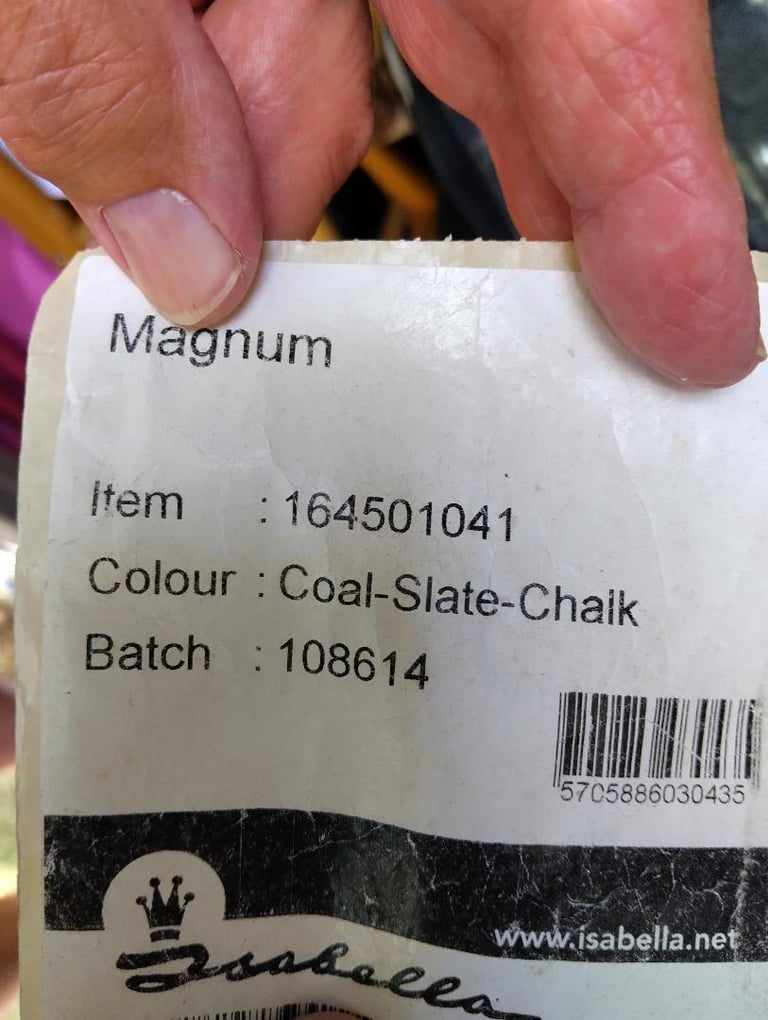 Magnum
Item : 164501041
Colour : Coal-Slate-Chalk
Batch : 108614
5705886030435
www.isabella.net
Isabella